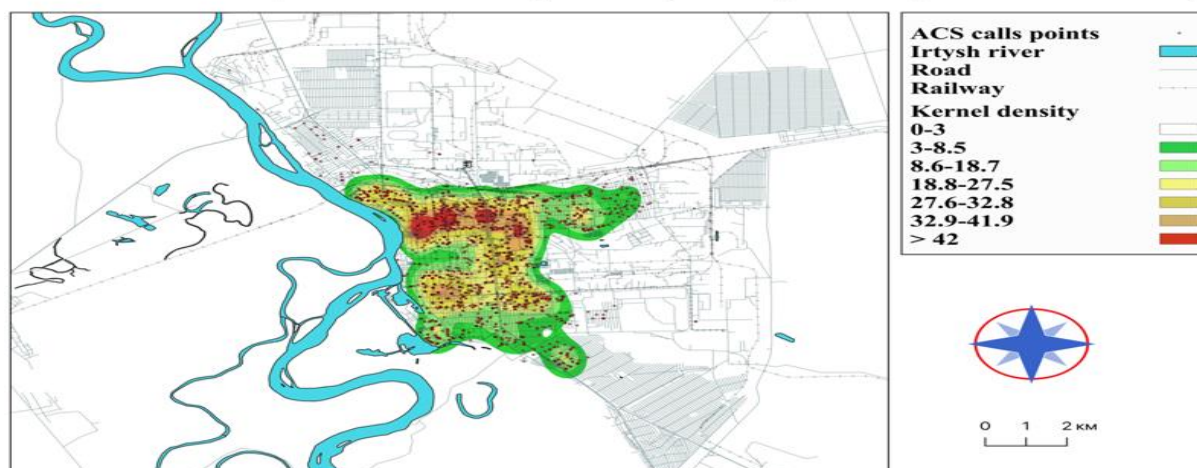 ACS calls points
Irtysh river
Road
Railway
Kernel density
0-3
3-8.5
8.6-18.7
18.8-27.5
27.6-32.8
32.9-41.9
> 42
0 1 2 км